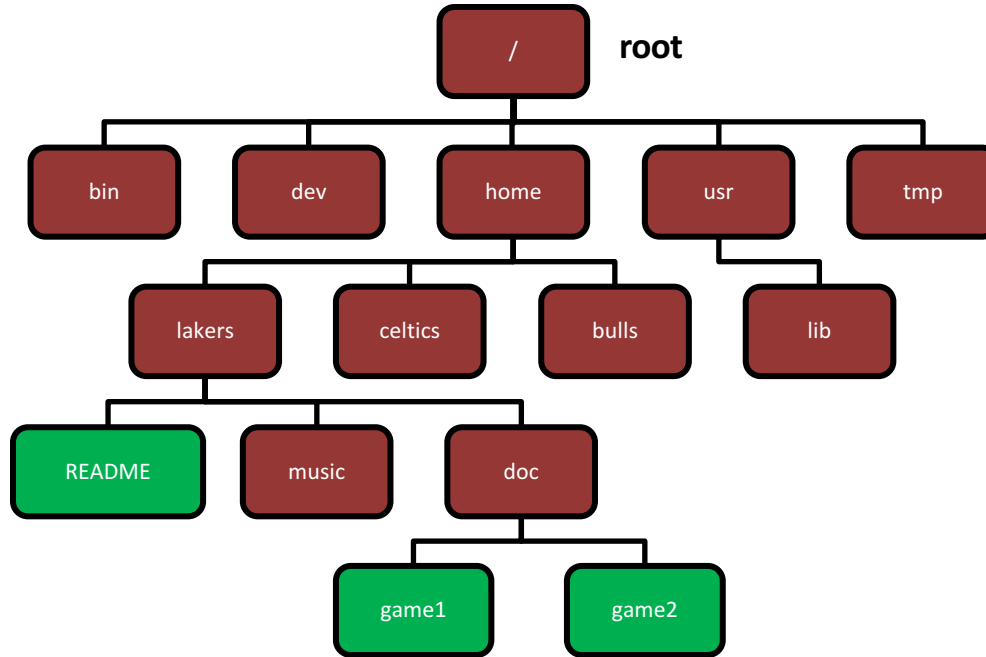 /
root
bin
dev
home
usr
tmp
lakers
celtics
bulls
lib
README
music
doc
game1
game2